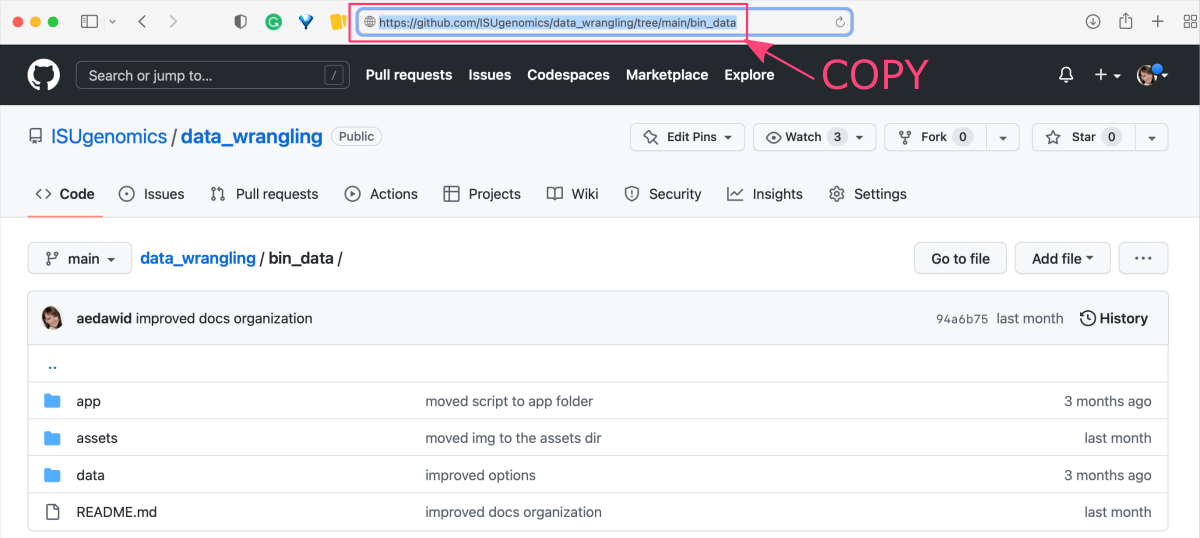 https://github.com/ISUgenomics/data_wrangling/tree/main/bin_data
COPY
Search or jump to... / Pull requests Issues Codespaces Marketplace Explore
ISUgenomics / data_wrangling Public Edit Pins Watch 3 Fork 0 Star 0
Code Issues Pull requests Actions Projects Wiki Security Insights Settings
main data_wrangling / bin_data / Go to file Add file ...
aedawid improved docs organization 94a6b75 last month History
..
app moved script to app folder 3 months ago
assets moved img to the assets dir last month
data improved options 3 months ago
README.md improved docs organization last month